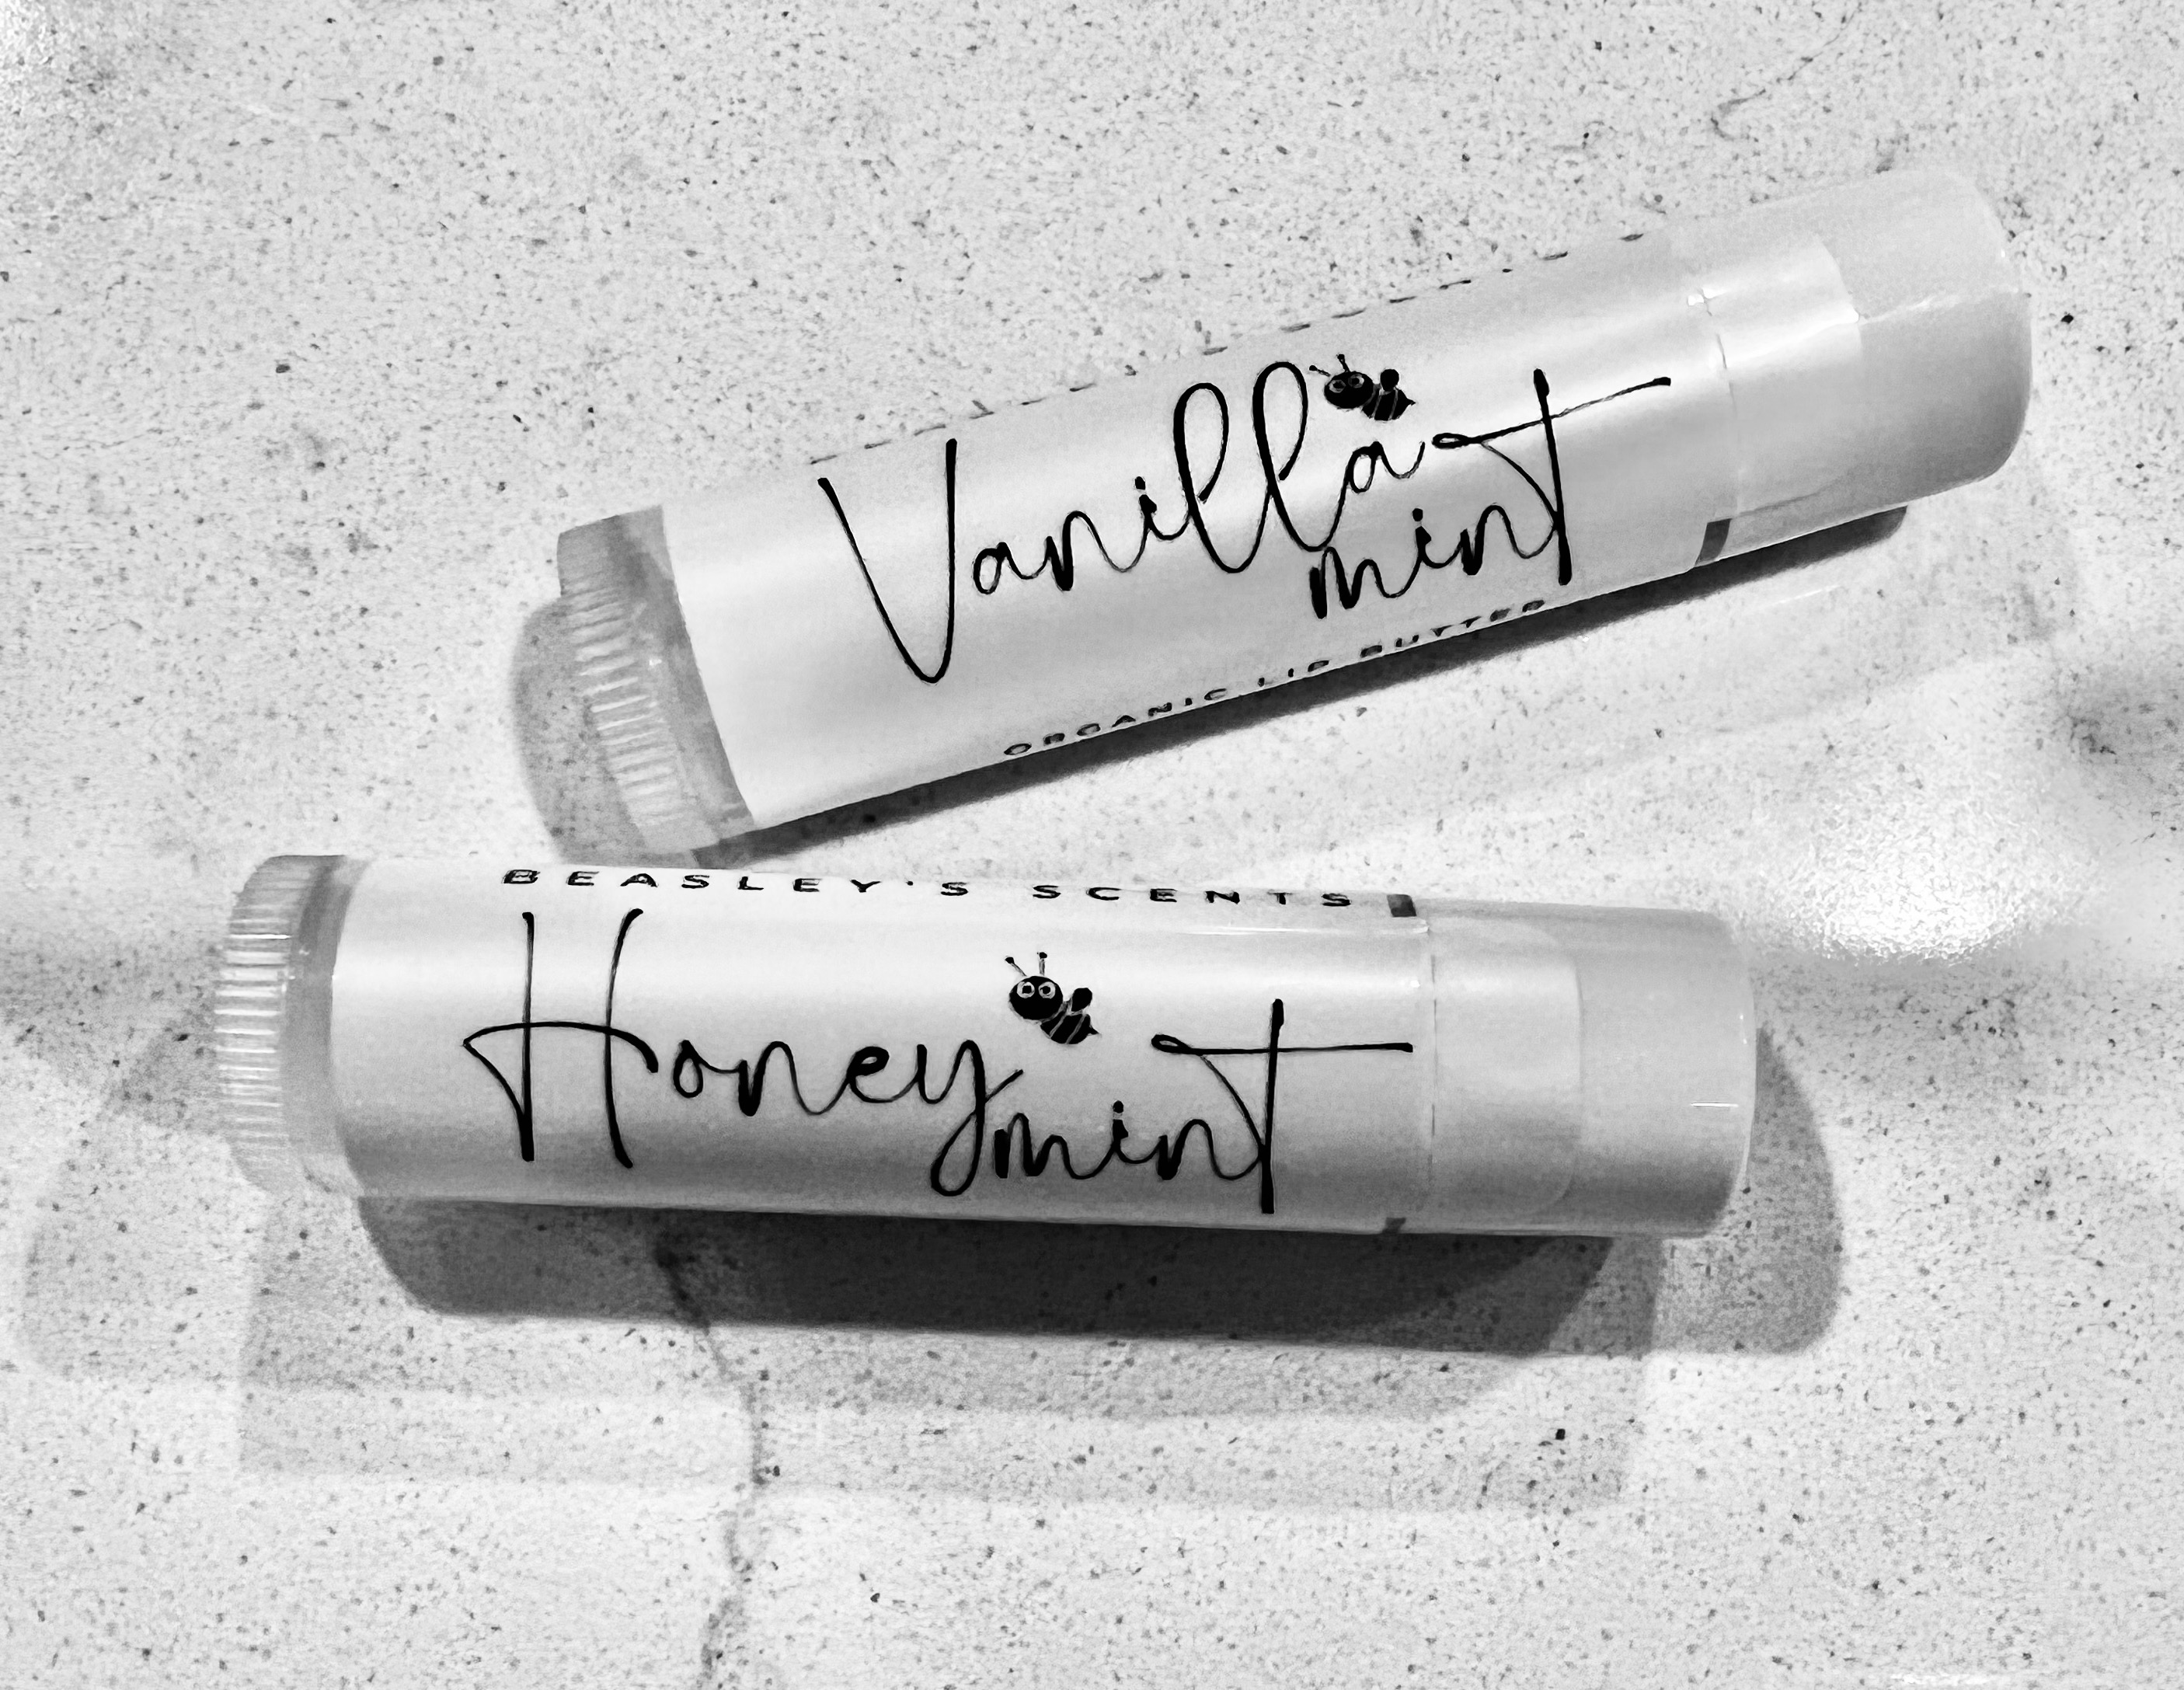 Vanilla
mint
ORGANIC LIP BUTTER
BEASLEY'S SCENTS
Honey
mint